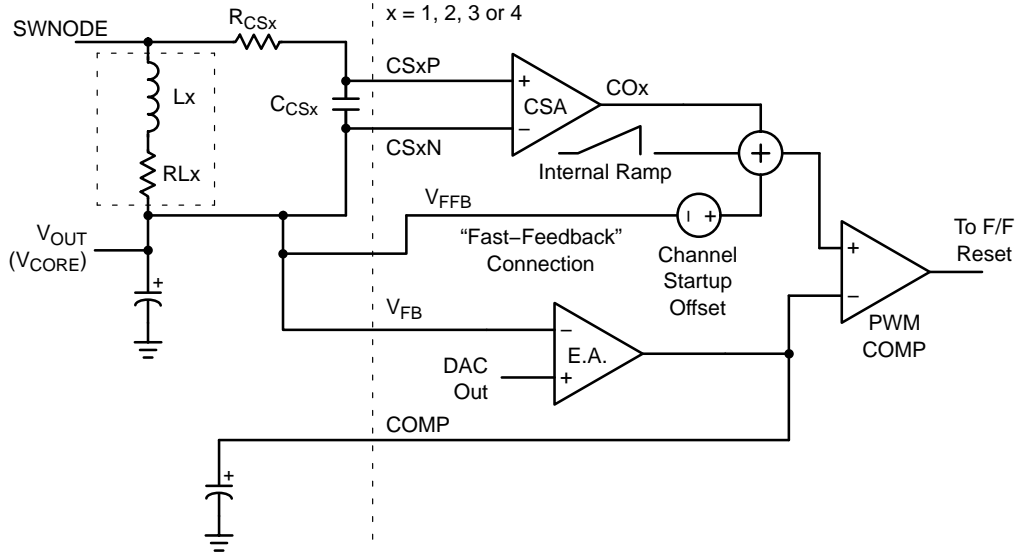 x = 1, 2, 3 or 4
SWNODE
RCSx
CSxP
COx
Lx
CCSx
+
CSA
−
CSxN
+
Internal Ramp
RLx
VFFB
− +
VOUT
(VCORE)
“Fast−Feedback”
Connection
Channel
Startup
Offset
+
−
To F/F
Reset
PWM
COMP
+
VFB
−
E.A.
+
DAC
Out
COMP
+